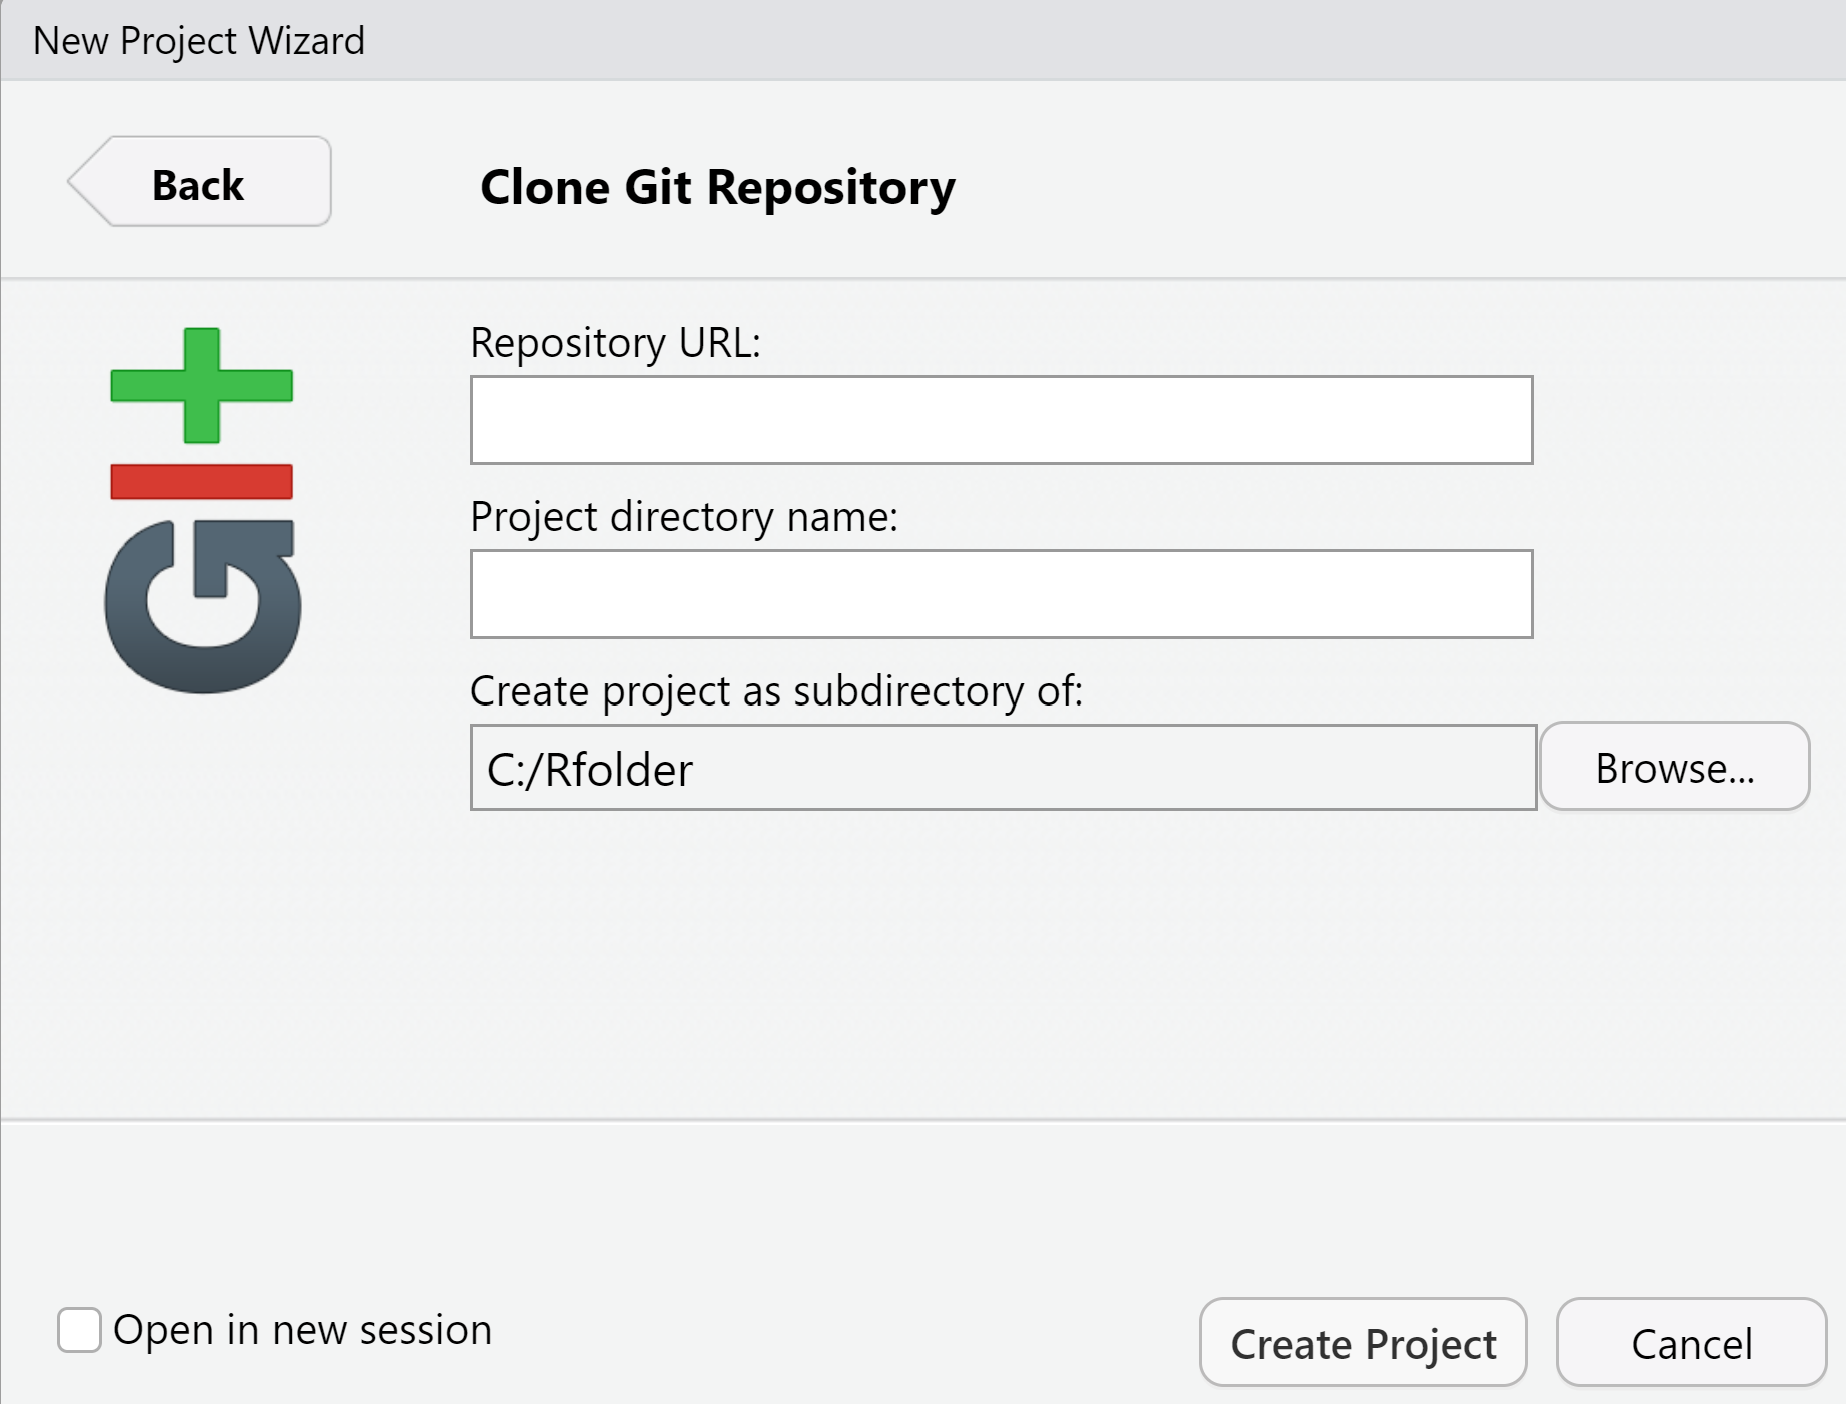 New Project Wizard
Back
Clone Git Repository
GIt
Repository URL:
Project directory name:
Create project as subdirectory of:
C:/Rfolder
Browse...
Open in new session
Create Project
Cancel